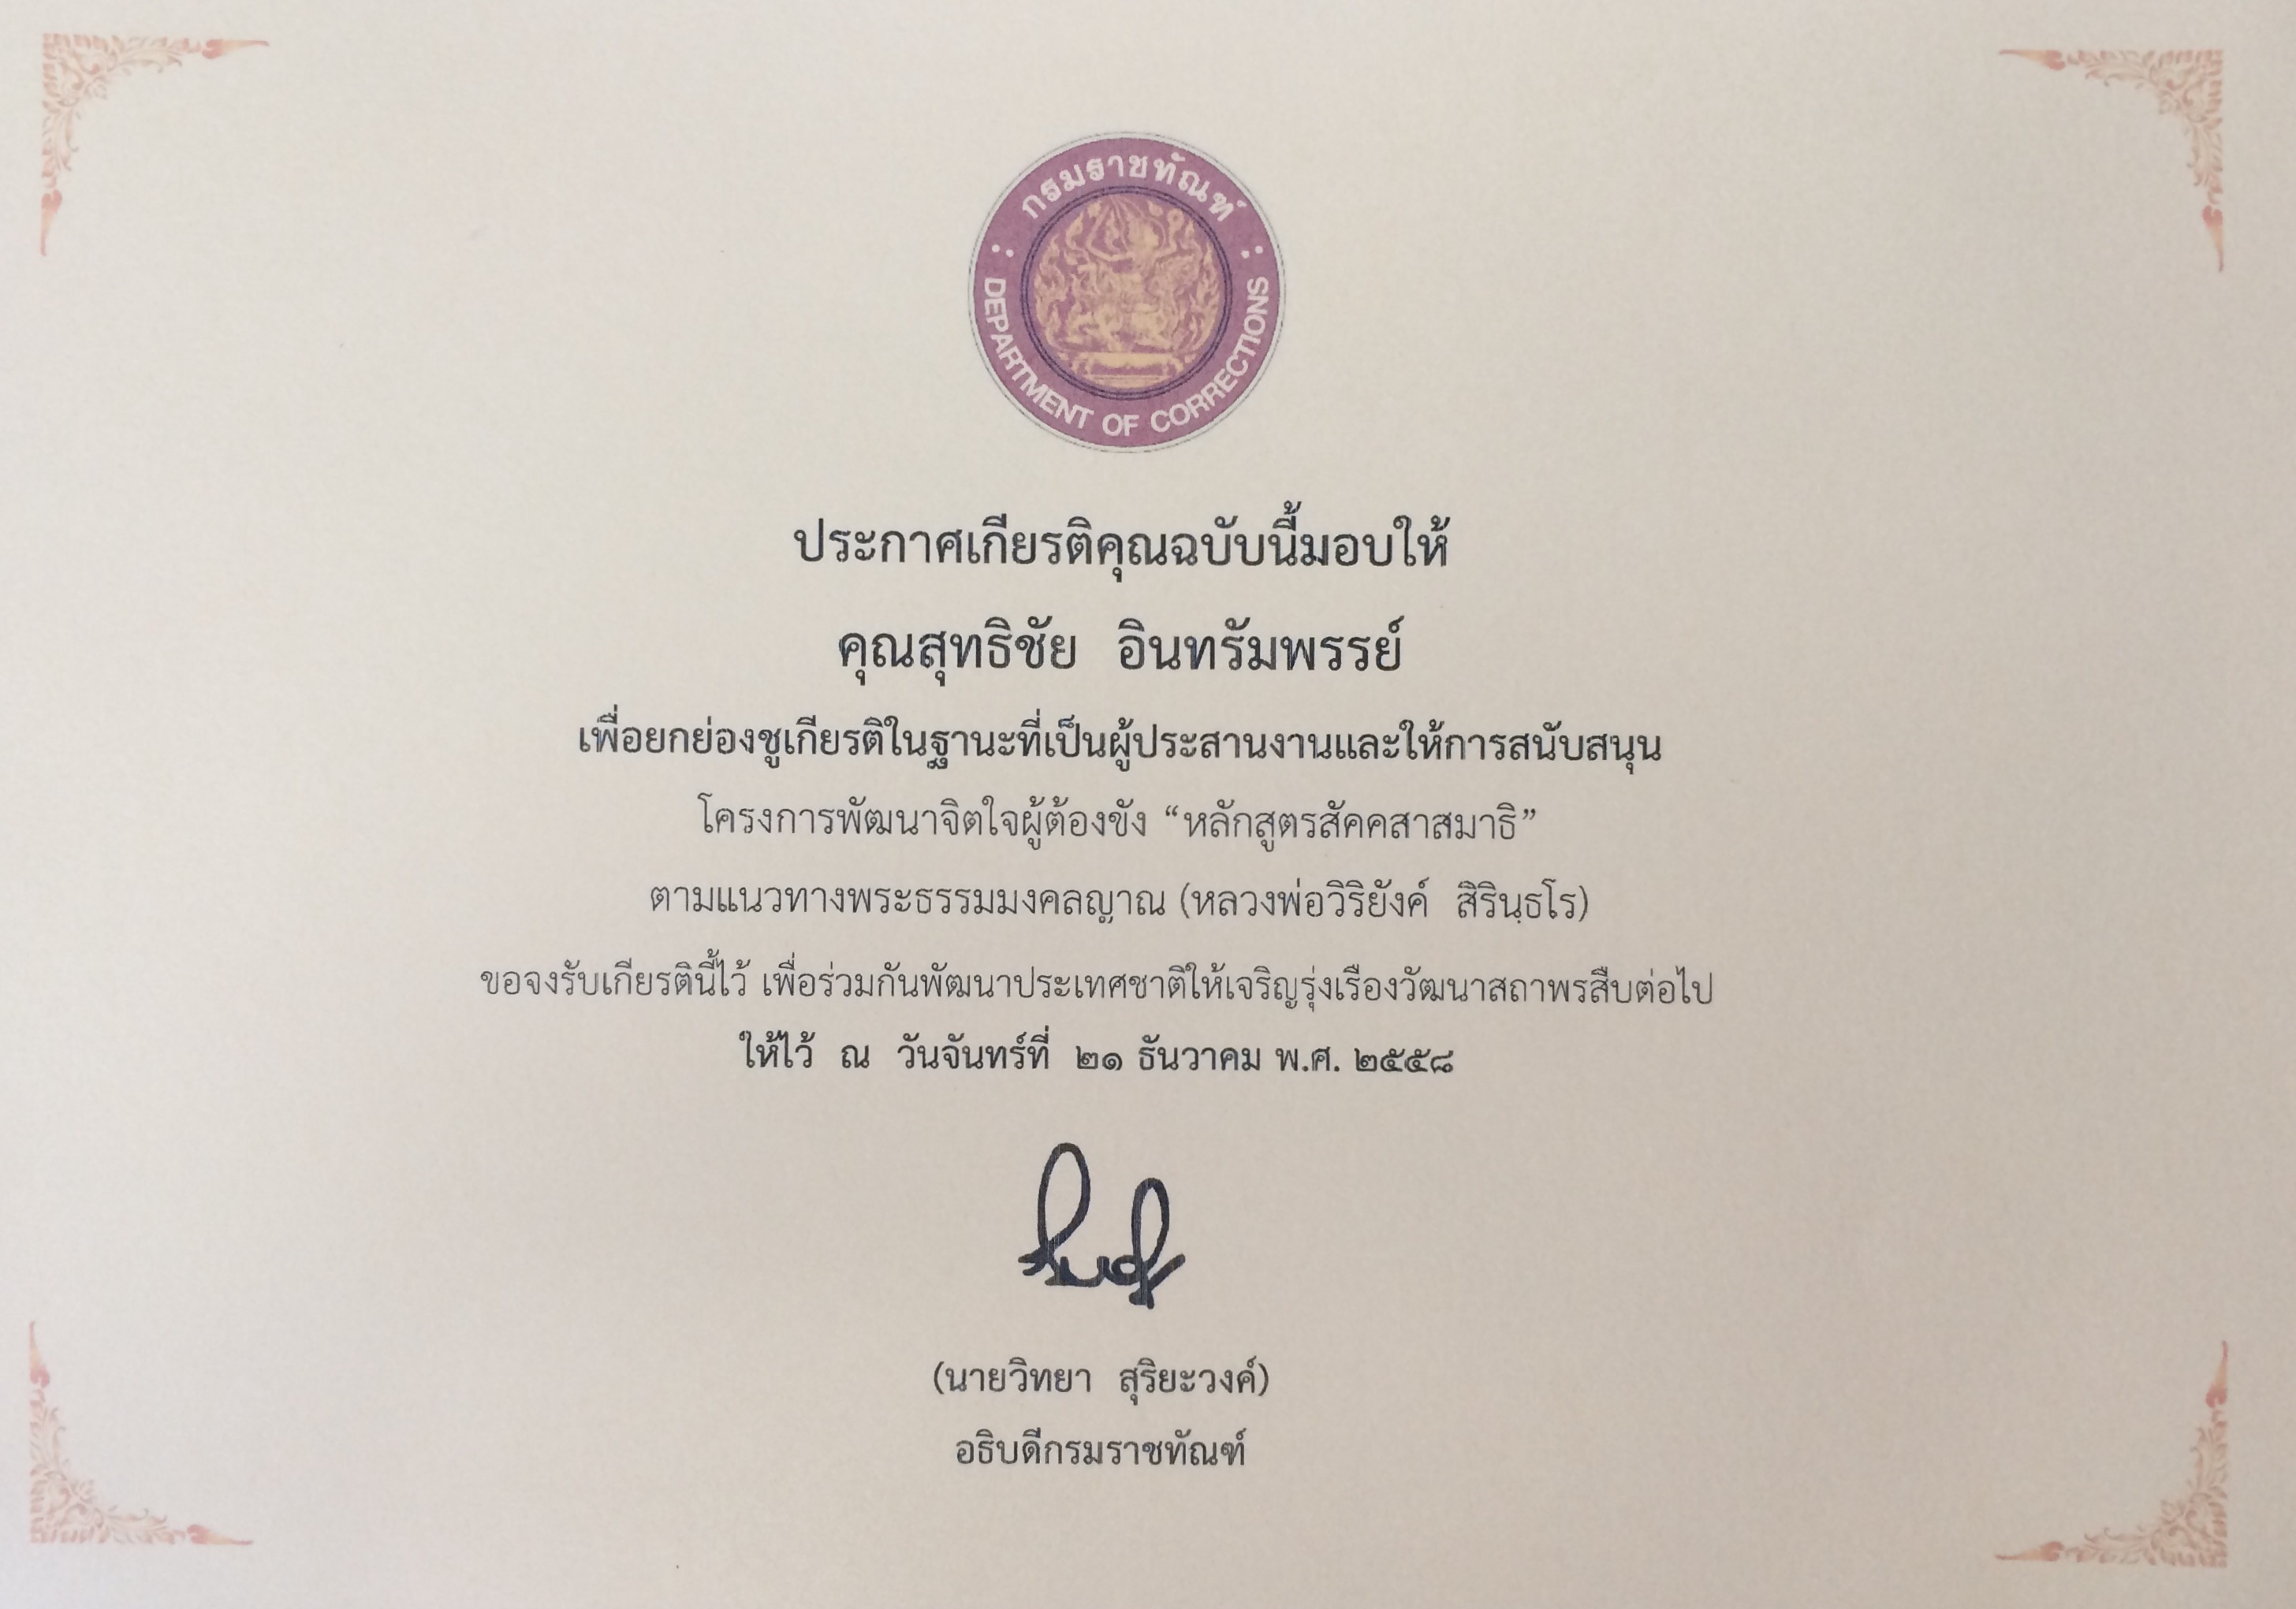 กรมราชทัณฑ์
DEPARTMENT OF CORRECTIONS
ประกาศเกียรติคุณฉบับนี้มอบให้
คุณสุทธิชัย อินทรัมพรรย์
เพื่อยกย่องชูเกียรติในฐานะที่เป็นผู้ประสานงานและให้การสนับสนุน
โครงการพัฒนาจิตใจผู้ต้องขัง “หลักสูตรสัคคสาสมาธิ”
ตามแนวทางพระธรรมมงคลญาณ (หลวงพ่อวิริยังค์ สิรินฺธโร)
ขอจงรับเกียรตินี้ไว้ เพื่อร่วมกันพัฒนาประเทศชาติให้เจริญรุ่งเรืองวัฒนาสถาพรสืบต่อไป
ให้ไว้ ณ วันจันทร์ที่ ๒๑ ธันวาคม พ.ศ. ๒๕๕๘
(นายวิทยา สุริยะวงค์)
อธิบดีกรมราชทัณฑ์